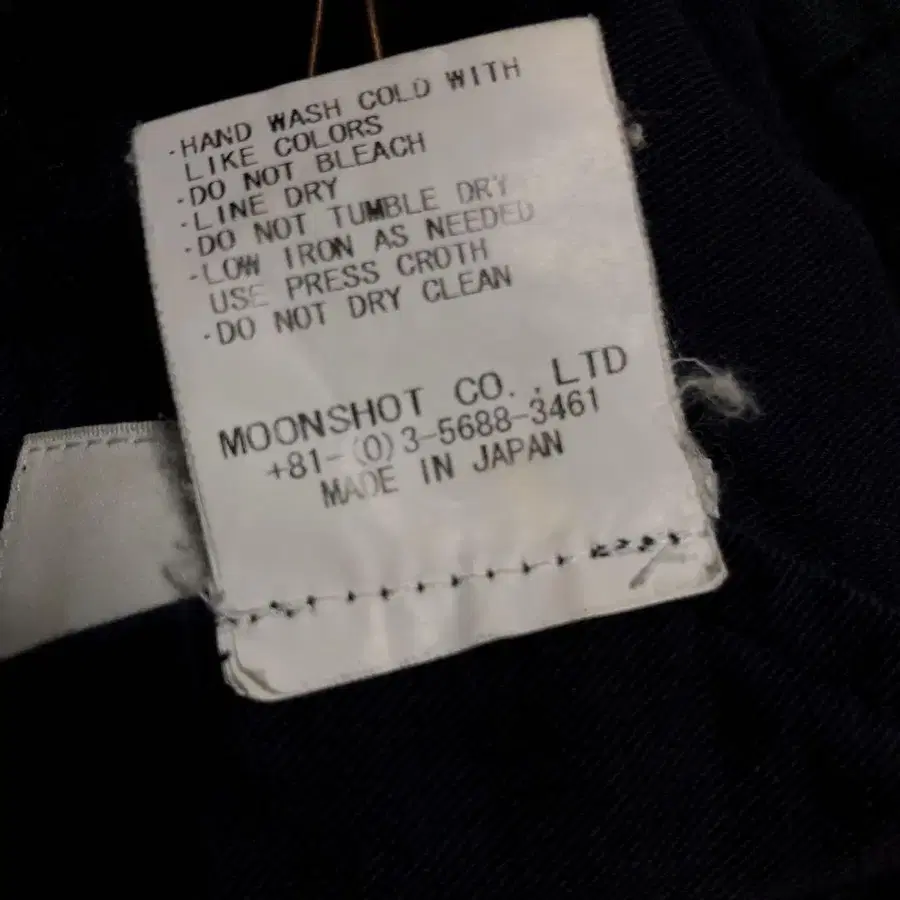 ·HAND WASH COLD WITH
LIKE COLORS
·DO NOT BLEACH
·LINE DRY
·DO NOT TUMBLE DRY
·LOW IRON AS NEEDED
USE PRESS CROTH
·DO NOT DRY CLEAN
MOONSHOT CO.,LTD
+81-(0)3-5688-3461
MADE IN JAPAN